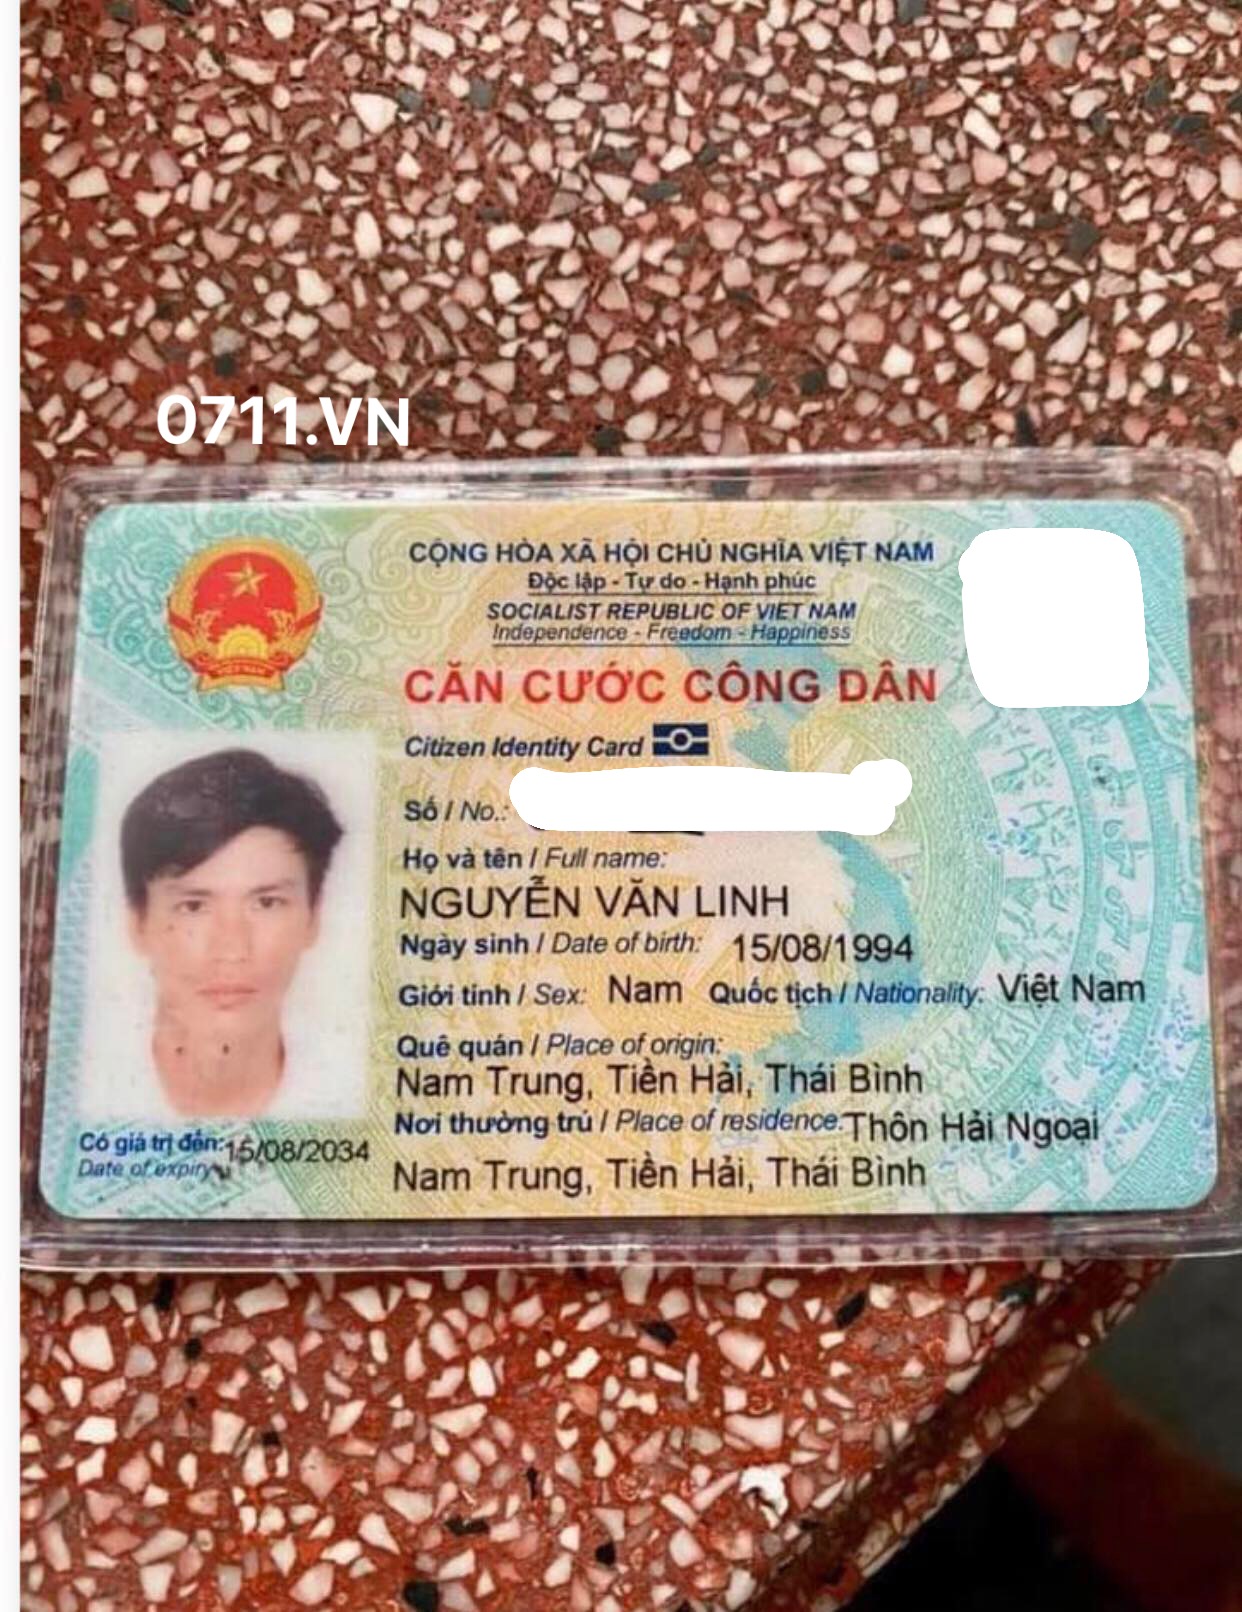 0711.VN
CỘNG HÒA XÃ HỘI CHỦ NGHĨA VIỆT NAM
Độc lập - Tự do - Hạnh phúc
SOCIALIST REPUBLIC OF VIET NAM
Independence - Freedom - Happiness
CĂN CƯỚC CÔNG DÂN
Citizen Identity Card
Số / No.:
Họ và tên / Full name:
NGUYỄN VĂN LINH
Ngày sinh / Date of birth: 15/08/1994
Giới tính / Sex: Nam Quốc tịch / Nationality: Việt Nam
Quê quán / Place of origin:
Nam Trung, Tiền Hải, Thái Bình
Nơi thường trú / Place of residence: Thôn Hải Ngoại
Nam Trung, Tiền Hải, Thái Bình
Có giá trị đến: 15/08/2034
Date of expiry